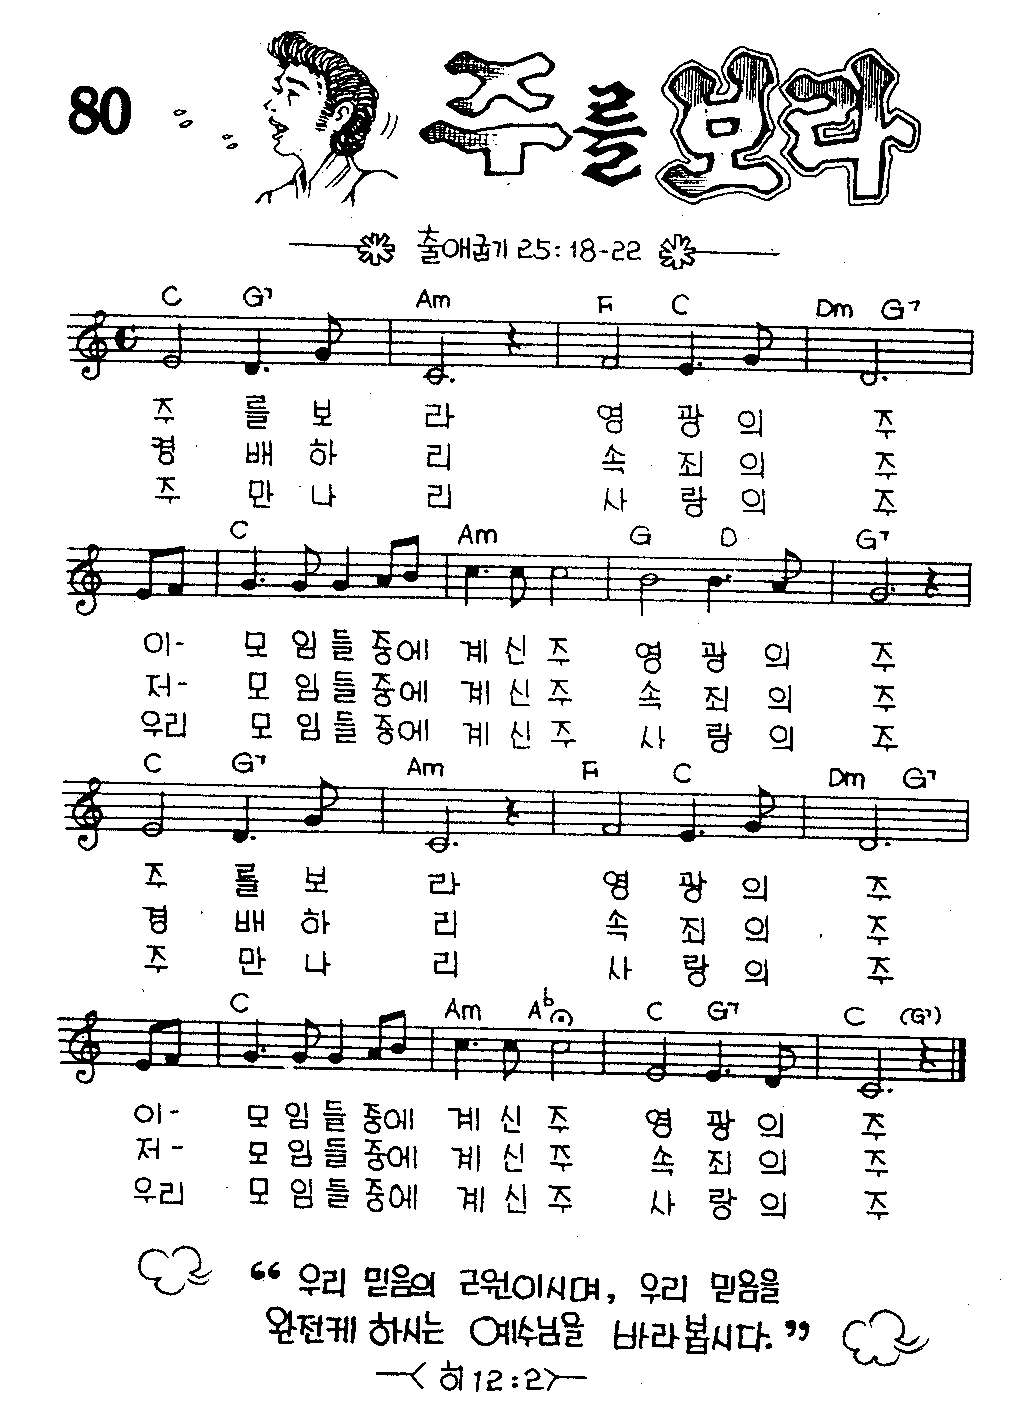 80
주를보라
출애굽기 25:18-22
C G7 Am F C Dm G7
주 를 보 라 영 광 의 주
경 배 하 리 속 죄 의 주
주 만 나 리 사 랑 의 주
C Am G D G7
이- 모 임 들 중에 계 신 주 영 광 의 주
저- 모 임 들 중에 계 신 주 속 죄 의 주
우리 모 임 들 중에 계 신 주 사 랑 의 주
C G7 Am F C Dm G7
주 를 보 라 영 광 의 주
경 배 하 리 속 죄 의 주
주 만 나 리 사 랑 의 주
C Am A♭ C G7 C (G7)
이- 모 임 들 중에 계 신 주 영 광 의 주
저- 모 임 들 중에 계 신 주 속 죄 의 주
우리 모 임 들 중에 계 신 주 사 랑 의 주
“우리 믿음의 근원이시며, 우리 믿음을
완전케 하시는 예수님을 바라봅시다.”
히 12:2